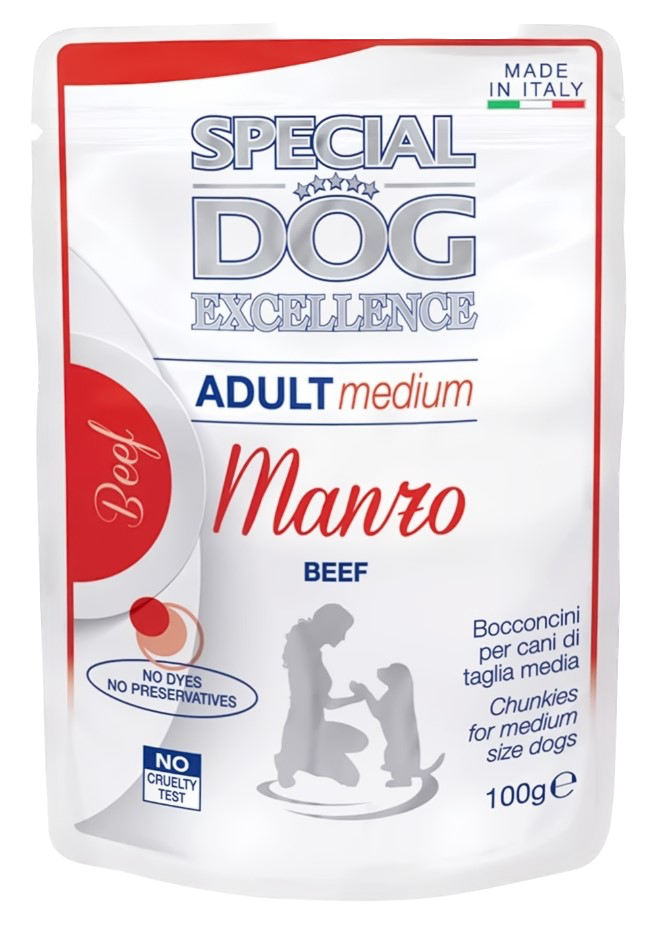 MADE
IN ITALY
SPECIAL
DOG
EXCELLENCE
ADULT medium
Beef
Manzo
BEEF
Bocconcini
per cani di
taglia media
Chunkies
for medium
size dogs
100g℮
NO DYES
NO PRESERVATIVES
NO
CRUELTY
TEST